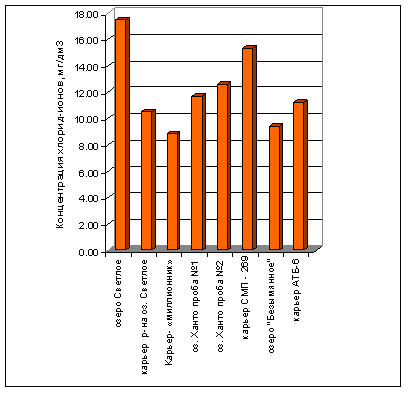 Концентрация хлорид-ионов, мг/дм3
18.00
16.00
14.00
12.00
10.00
8.00
6.00
4.00
2.00
0.00
озеро Светлое
карьер р-на оз. Светлое
Карьер- «миллионник»
оз. Ханто проба №1
оз. Ханто проба №2
карьер СМП - 269
озеро "Безымянное"
карьер АТБ-6